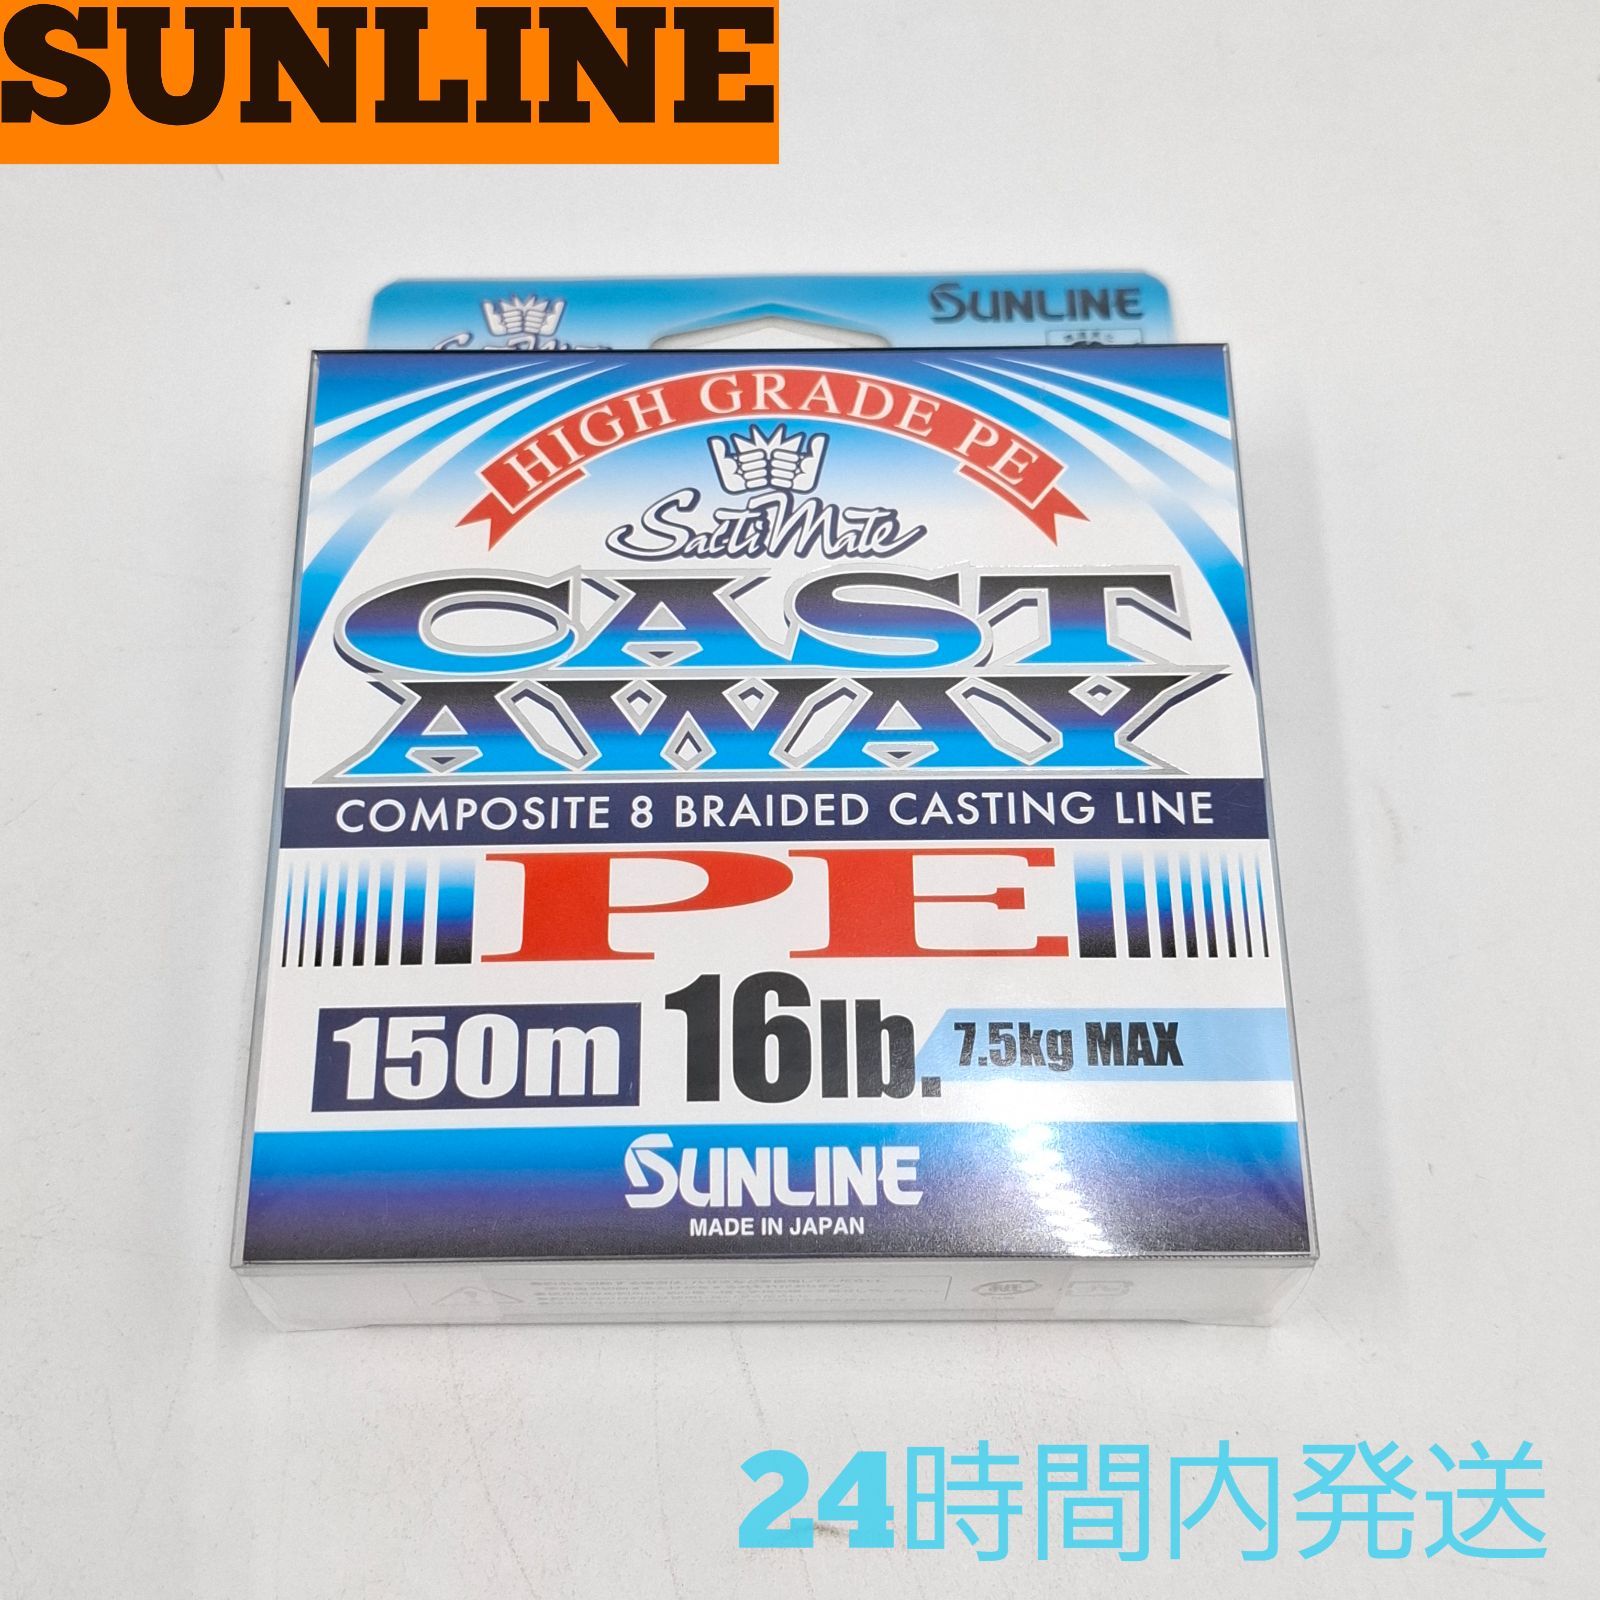 SUNLINE
SUNLINE
HIGH GRADE PE
SaltiMate
CAST
AWAY
COMPOSITE 8 BRAIDED CASTING LINE
PE
150m 16lb. 7.5kg MAX
SUNLINE
MADE IN JAPAN
24時間内発送